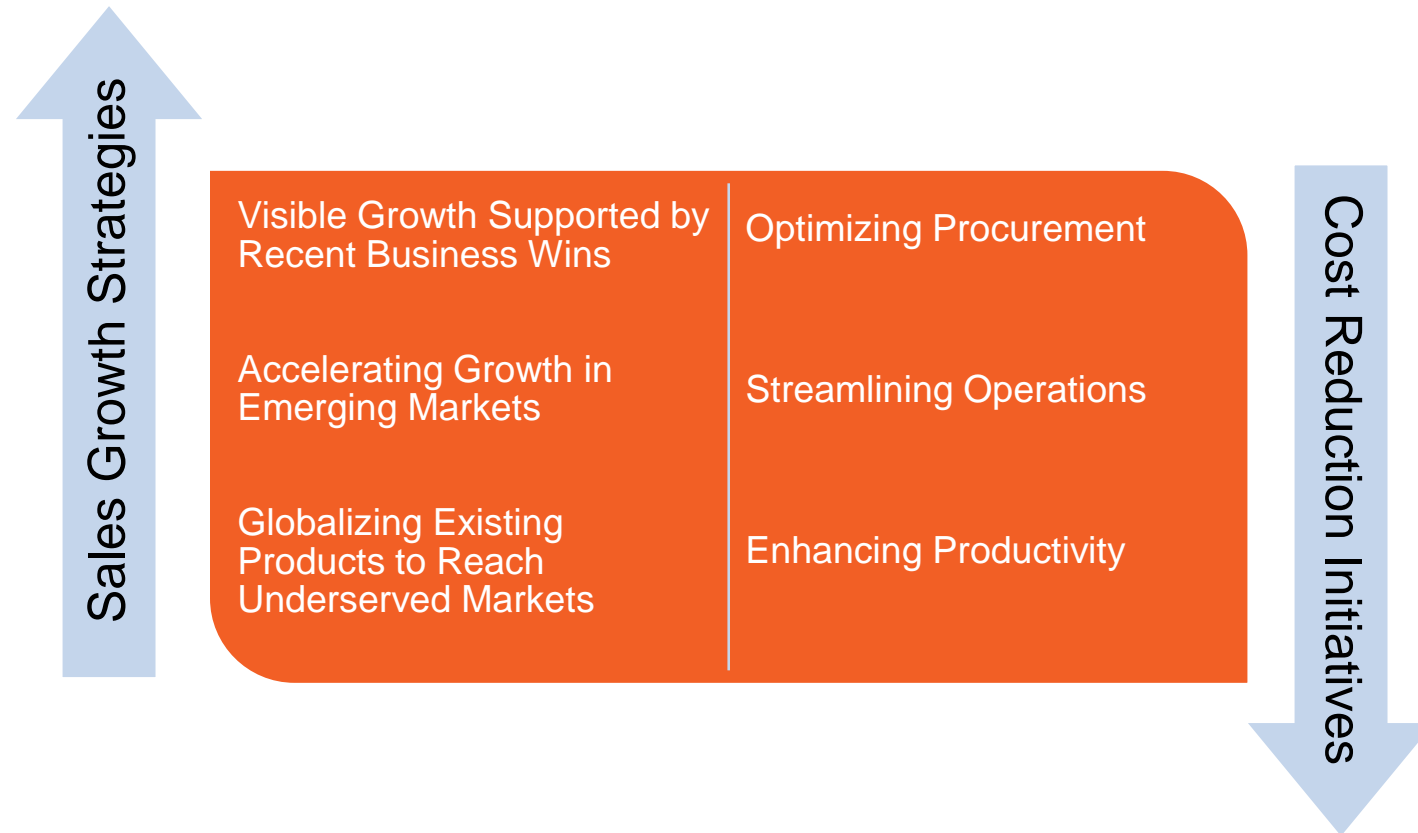 Sales Growth Strategies
Visible Growth Supported by
Recent Business Wins
Accelerating Growth in
Emerging Markets
Globalizing Existing
Products to Reach
Underserved Markets
Optimizing Procurement
Streamlining Operations
Enhancing Productivity
Cost Reduction Initiatives